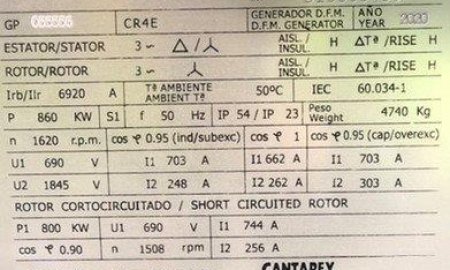 GP CR4E GENERADOR D.F.M. D.F.M. GENERATOR AÑO YEAR
ESTATOR/STATOR 3 ~ △ / ⅄ AISL./ INSUL. H △Tª /RISE H
ROTOR/ROTOR 3 ~ ⅄ AISL./ INSUL. H △Tª /RISE H
Irb/Ilr 6920 A Tª AMBIENTE AMBIENT Tª 50ºC IEC 60.034-1
P 860 KW S1 f 50 Hz IP 54 / IP 23 Peso Weight 4740 Kg
n 1620 r.p.m. cos φ 0.95 (ind/subexc) cos φ 1 cos φ 0.95 (cap/overexc)
U1 690 V I1 703 A I1 662 A I1 703 A
U2 1845 V I2 248 A I2 262 A I2 303 A
ROTOR CORTOCIRCUITADO / SHORT CIRCUITED ROTOR
P1 800 KW U1 690 V I1 744 A
cos φ 0.90 n 1508 rpm I2 256 A
CANTAREY